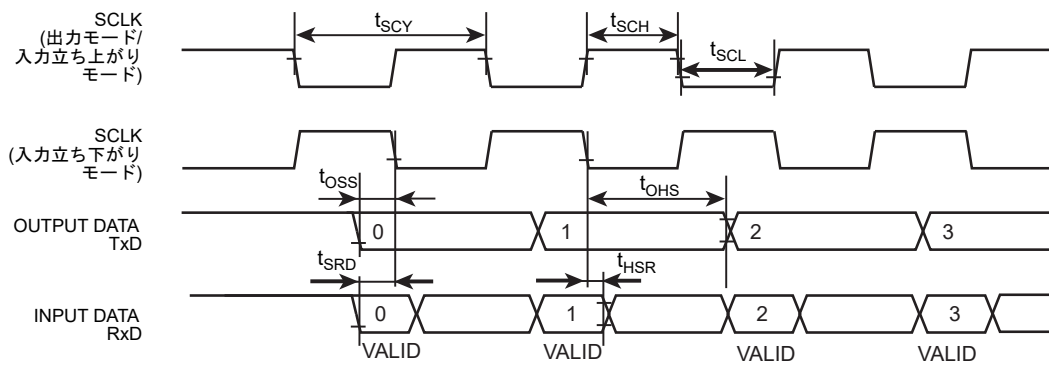 SCLK
(出力モード/
入力立ち上がり
モード)
tSCY
tSCH
tSCL
SCLK
(入力立ち下がり
モード)
tOSS
tOHS
OUTPUT DATA
TxD
0
1
2
3
tSRD
tHSR
INPUT DATA
RxD
0
1
2
3
VALID
VALID
VALID
VALID